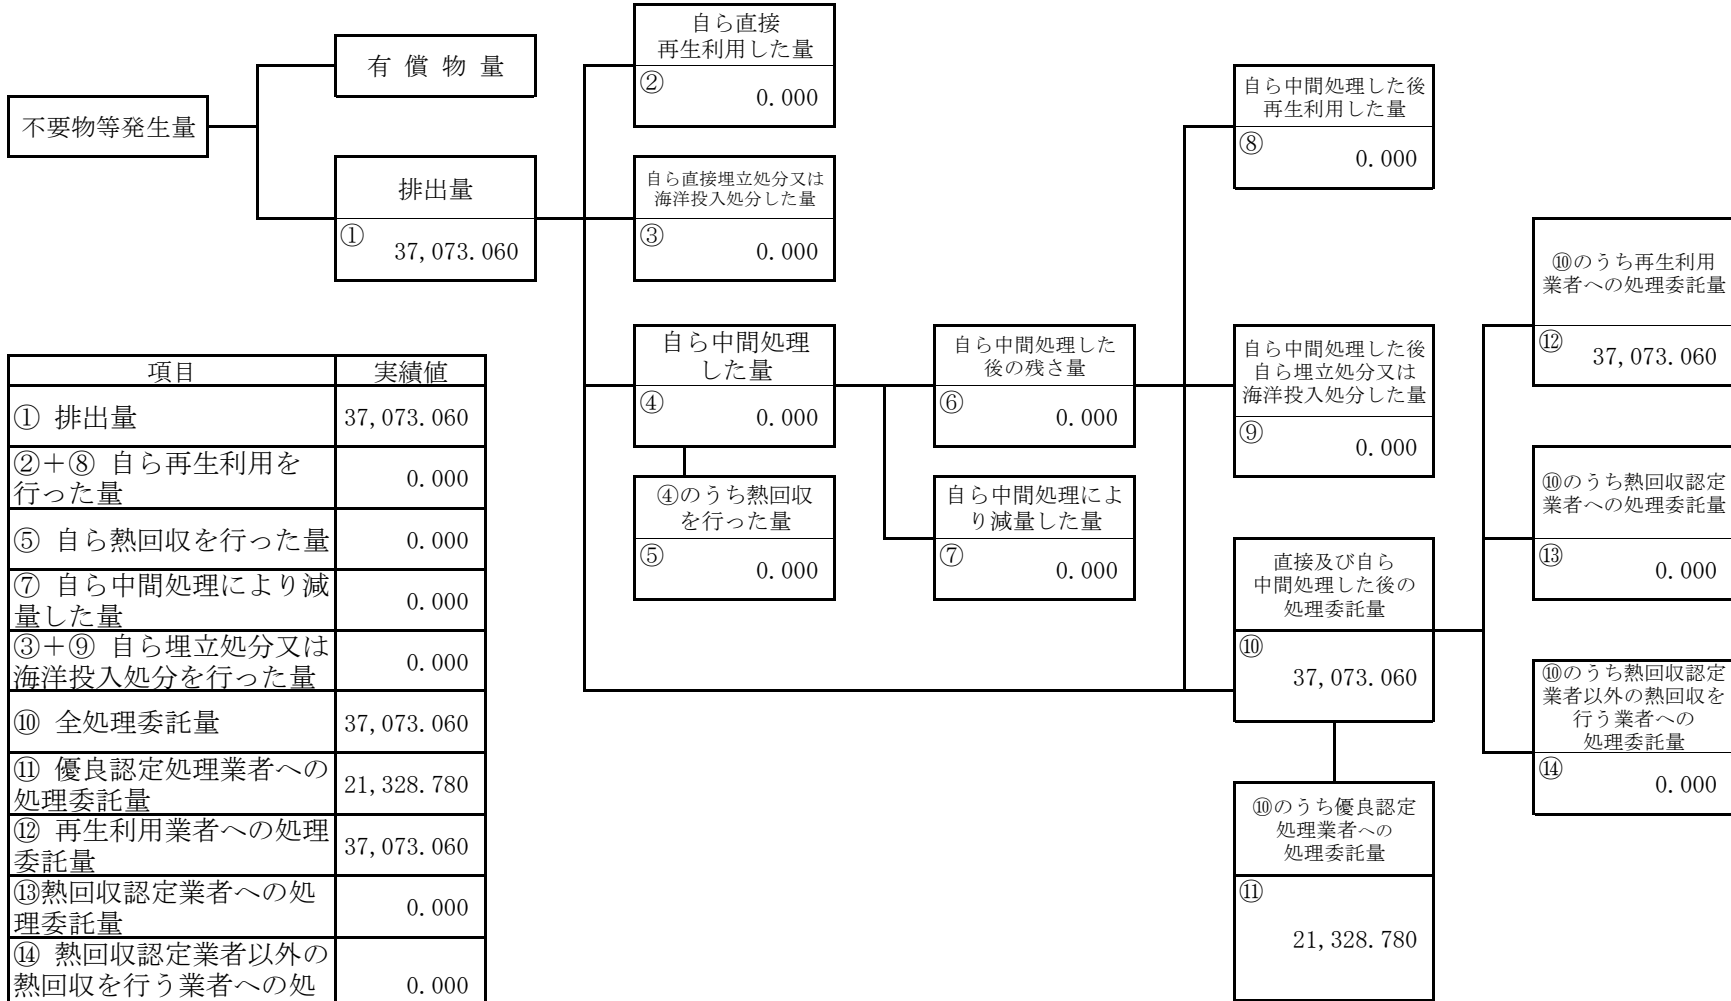 不要物等発生量
有 償 物 量
排出量
①
37,073.060
自ら直接
再生利用した量
②
0.000
自ら直接埋立処分又は
海洋投入処分した量
③
0.000
自ら中間処理
した量
④
0.000
④のうち熱回収
を行った量
⑤
0.000
自ら中間処理した
後の残さ量
⑥
0.000
自ら中間処理によ
り減量した量
⑦
0.000
自ら中間処理した後
再生利用した量
⑧
0.000
自ら中間処理した後
自ら埋立処分又は
海洋投入処分した量
⑨
0.000
直接及び自ら
中間処理した後の
処理委託量
⑩
37,073.060
⑩のうち優良認定
処理業者への
処理委託量
⑪
21,328.780
⑩のうち再生利用
業者への処理委託量
⑫
37,073.060
⑩のうち熱回収認定
業者への処理委託量
⑬
0.000
⑩のうち熱回収認定
業者以外の熱回収を
行う業者への
処理委託量
⑭
0.000
項目 実績値
① 排出量 37,073.060
②+⑧ 自ら再生利用を
行った量 0.000
⑤ 自ら熱回収を行った量 0.000
⑦ 自ら中間処理により減
量した量 0.000
③+⑨ 自ら埋立処分又は
海洋投入処分を行った量 0.000
⑩ 全処理委託量 37,073.060
⑪ 優良認定処理業者への
処理委託量 21,328.780
⑫ 再生利用業者への処理
委託量 37,073.060
⑬熱回収認定業者への処
理委託量 0.000
⑭ 熱回収認定業者以外の
熱回収を行う業者への処 0.000